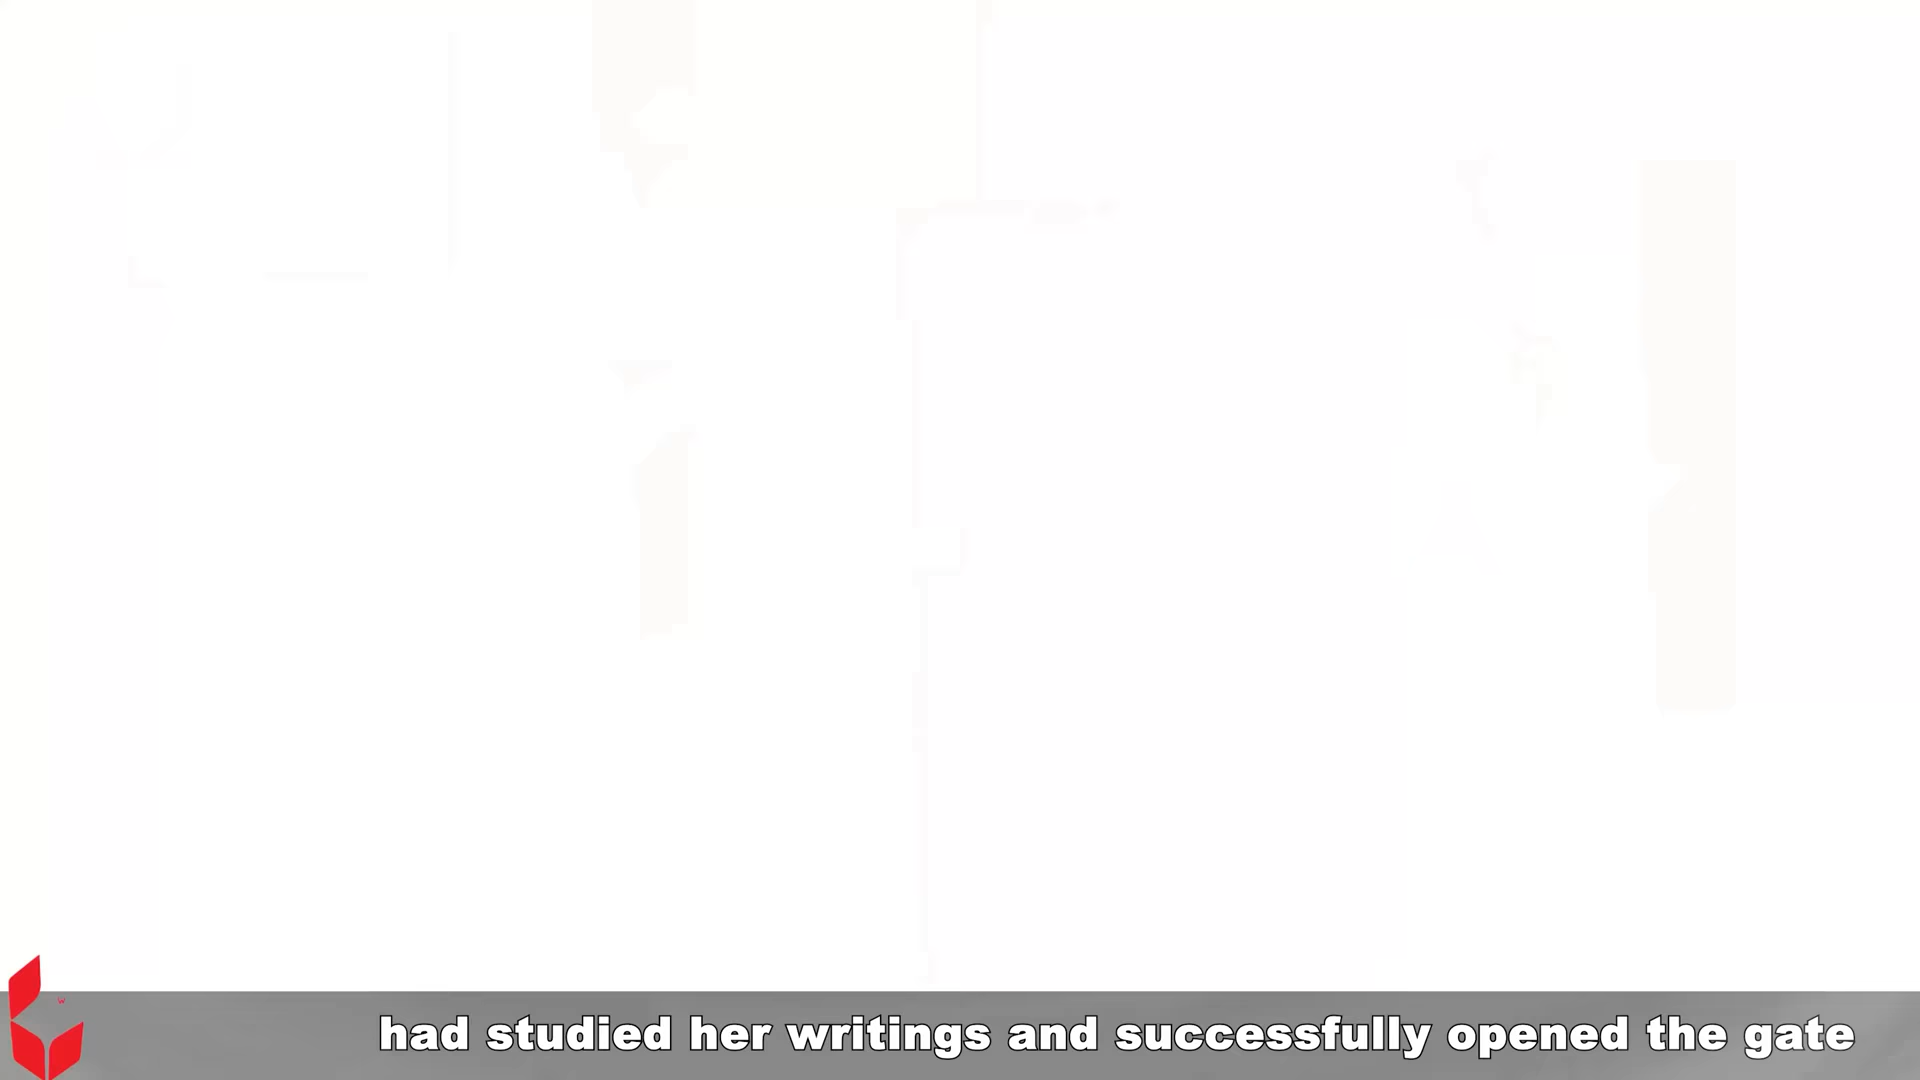 had studied her writings and successfully opened the gate